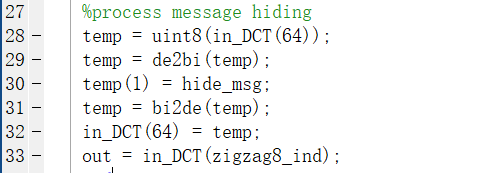 27 %process message hiding
28 – temp = uint8(in_DCT(64));
29 – temp = de2bi(temp);
30 – temp(1) = hide_msg;
31 – temp = bi2de(temp);
32 – in_DCT(64) = temp;
33 – out = in_DCT(zigzag8_ind);